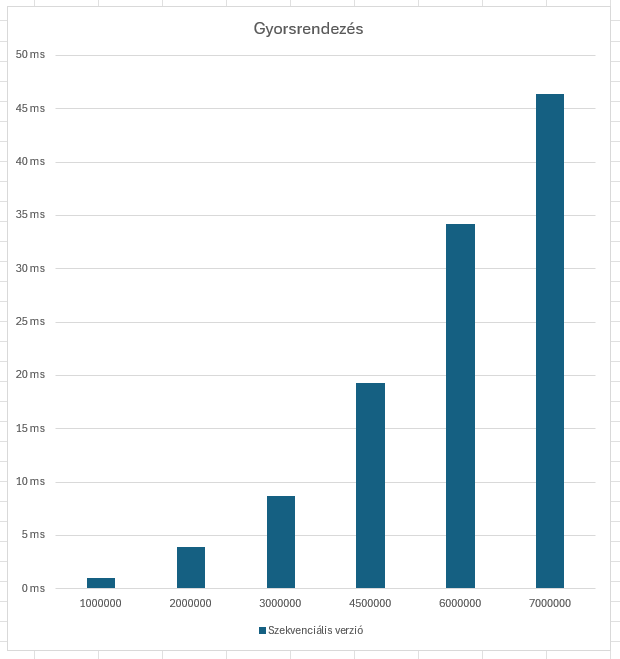 Gyorsrendezés
50 ms
45 ms
40 ms
35 ms
30 ms
25 ms
20 ms
15 ms
10 ms
5 ms
0 ms
1000000 2000000 3000000 4500000 6000000 7000000
Szekvenciális verzió